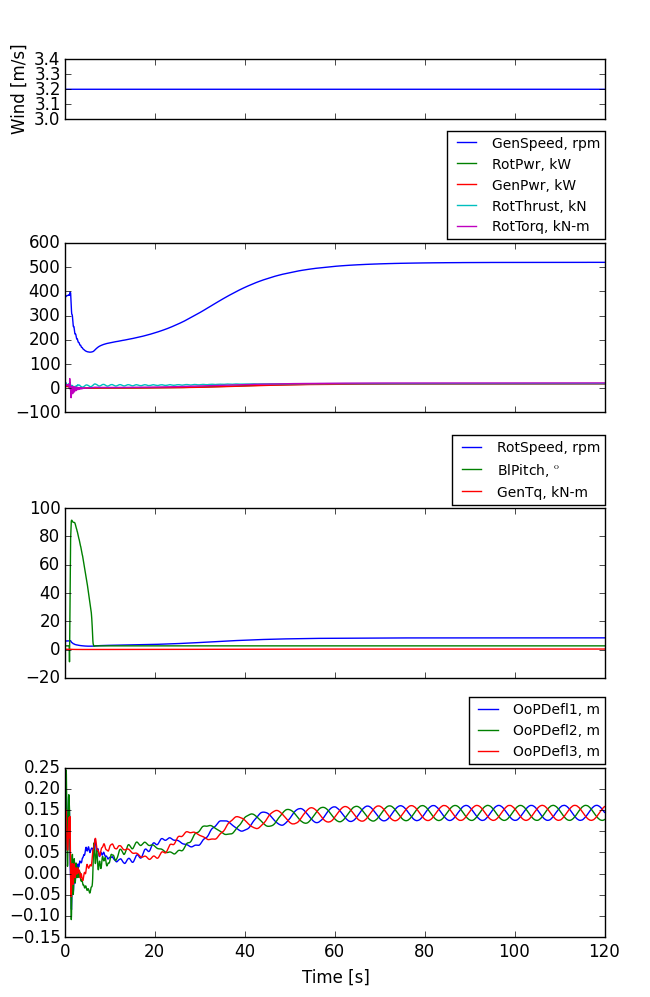 Wind [m/s]
3.4
3.3
3.2
3.1
3.0
GenSpeed, rpm
RotPwr, kW
GenPwr, kW
RotThrust, kN
RotTorq, kN-m
600
500
400
300
200
100
0
−100
RotSpeed, rpm
BlPitch, °
GenTq, kN-m
100
80
60
40
20
0
−20
OoPDefl1, m
OoPDefl2, m
OoPDefl3, m
0.25
0.20
0.15
0.10
0.05
0.00
−0.05
−0.10
−0.15
0 20 40 60 80 100 120
Time [s]